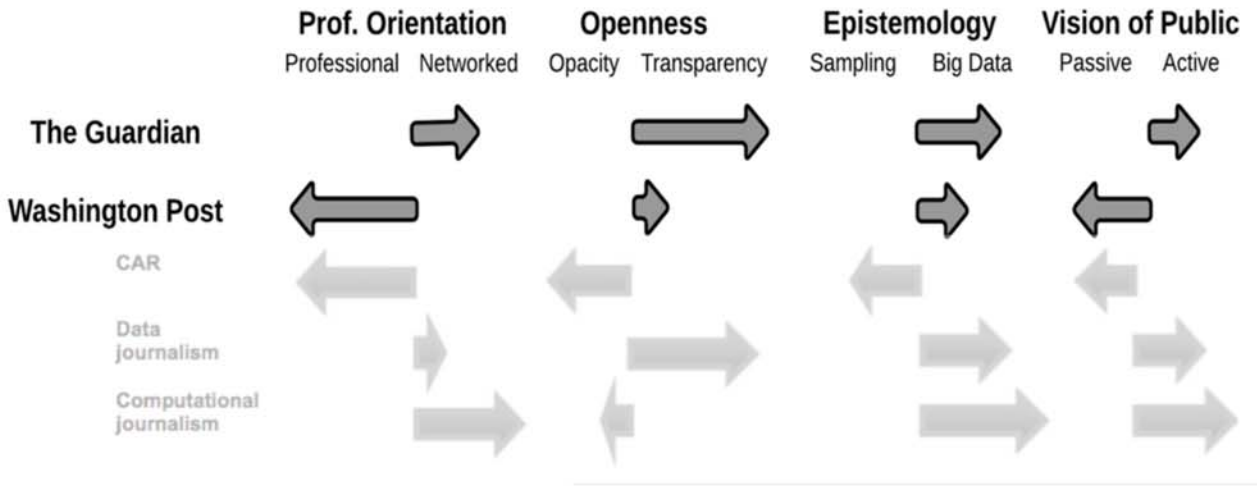 Prof. Orientation Openness Epistemology Vision of Public
Professional Networked Opacity Transparency Sampling Big Data Passive Active
The Guardian
Washington Post
CAR
Data
journalism
Computational
journalism